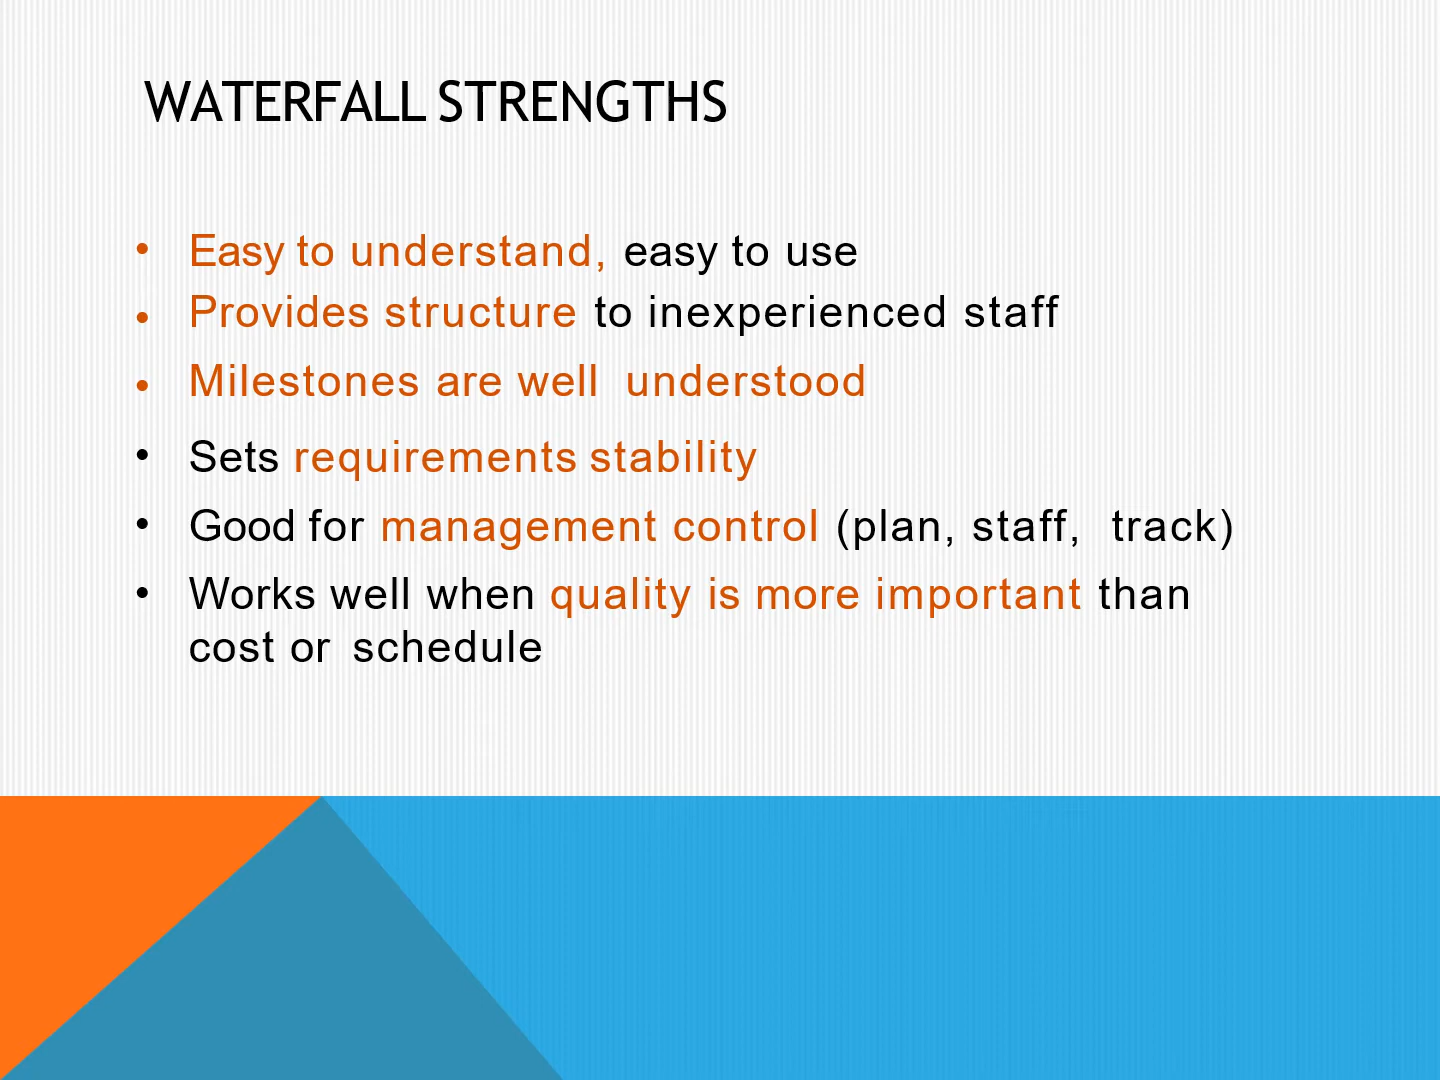 WATERFALL STRENGTHS
• Easy to understand, easy to use
• Provides structure to inexperienced staff
• Milestones are well understood
• Sets requirements stability
• Good for management control (plan, staff, track)
• Works well when quality is more important than
cost or schedule